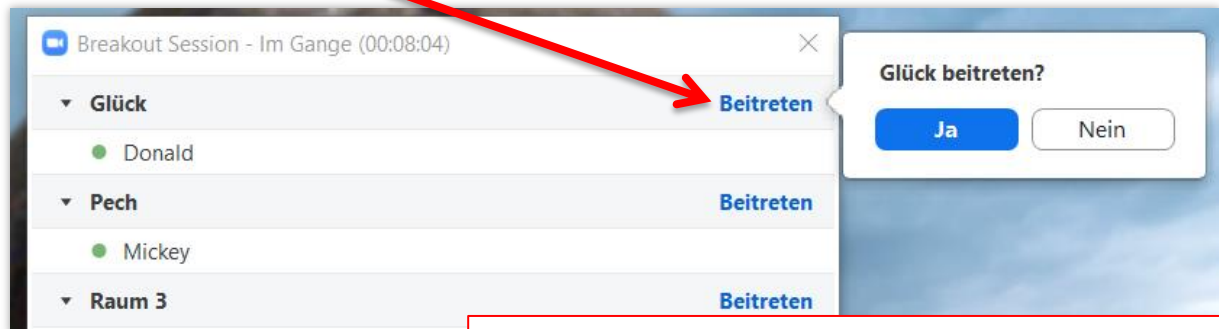 Breakout Session - Im Gange (00:08:04)
Glück Beitreten
Glück beitreten?
Ja Nein
Donald
Pech Beitreten
Mickey
Raum 3 Beitreten